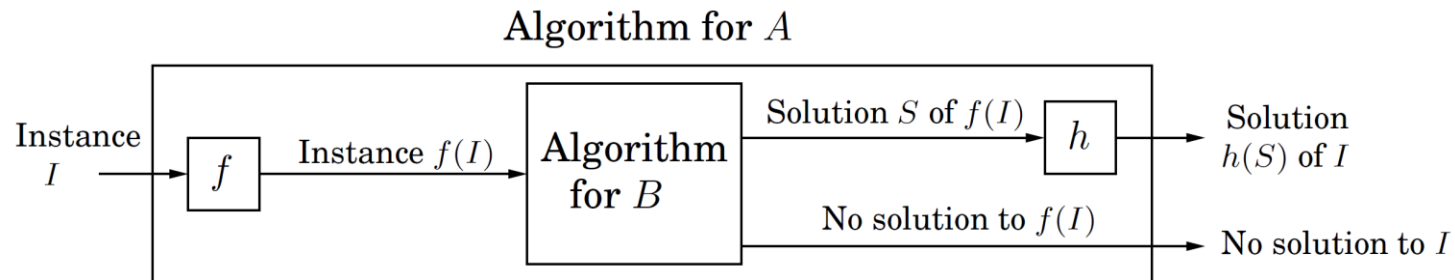 Algorithm for A
Instance
I
f
Instance f(I)
Algorithm
for B
Solution S of f(I)
h
Solution
h(S) of I
No solution to f(I)
No solution to I